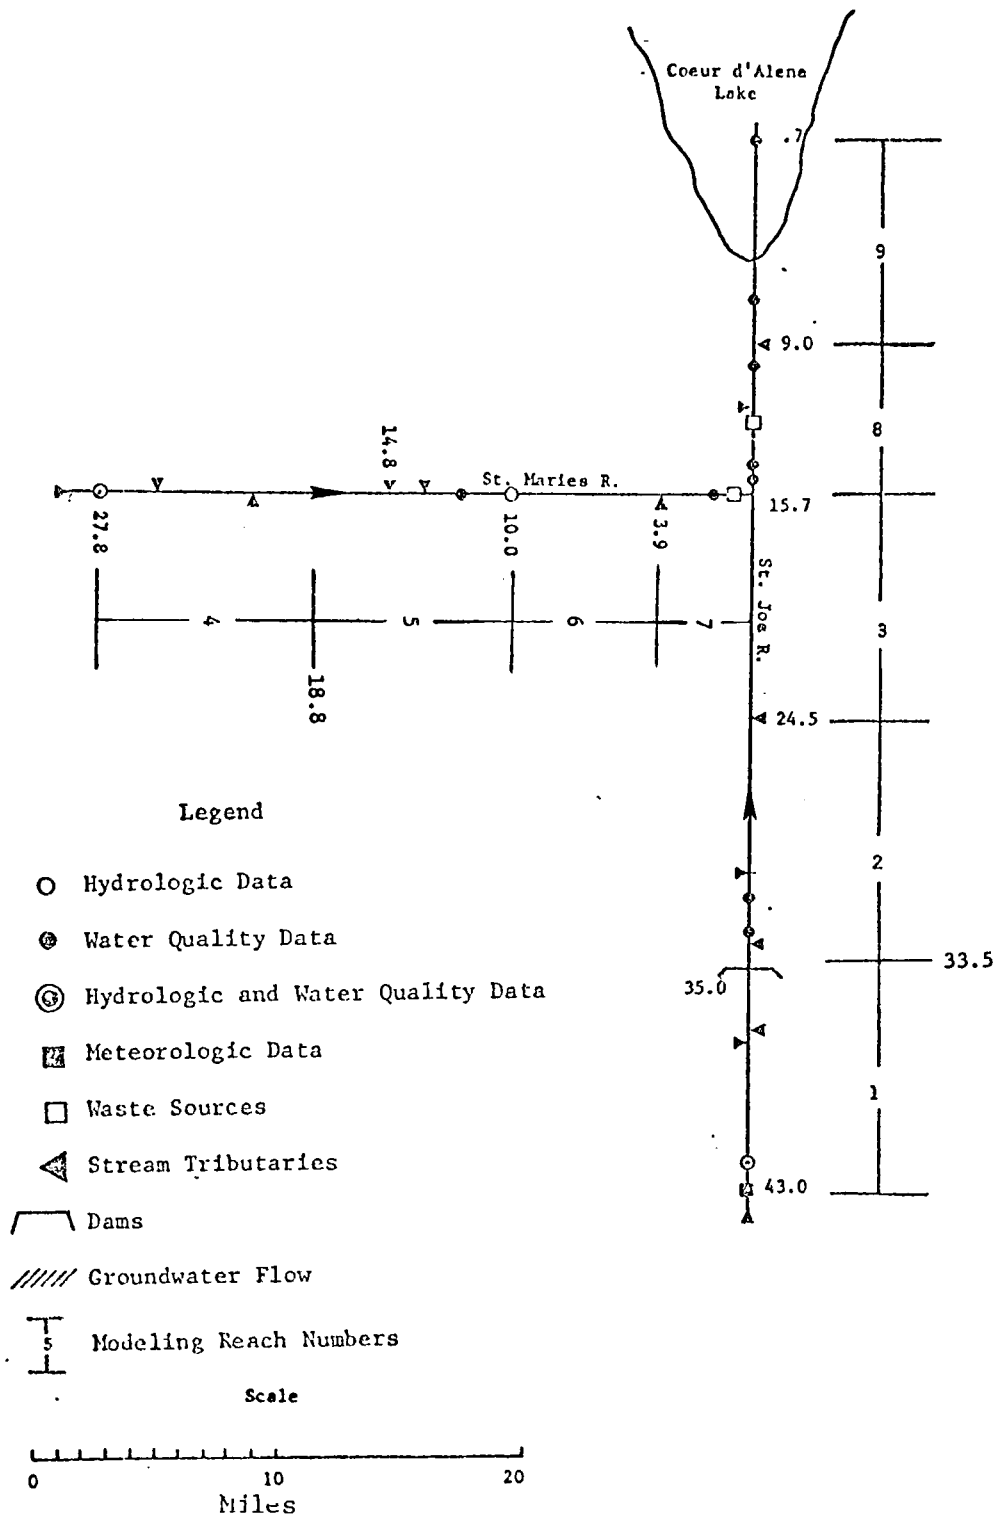 Coeur d'Alene
Lake
.7
9
9.0
8
14.8
St. Maries R.
15.7
27.8
10.0
3.9
St. Joe R.
4
5
6
7
3
18.8
24.5
2
33.5
35.0
1
43.0
Legend
Hydrologic Data
Water Quality Data
Hydrologic and Water Quality Data
Meteorologic Data
Waste Sources
Stream Tributaries
Dams
Groundwater Flow
5
Modeling Reach Numbers
Scale
0 10 20
Miles